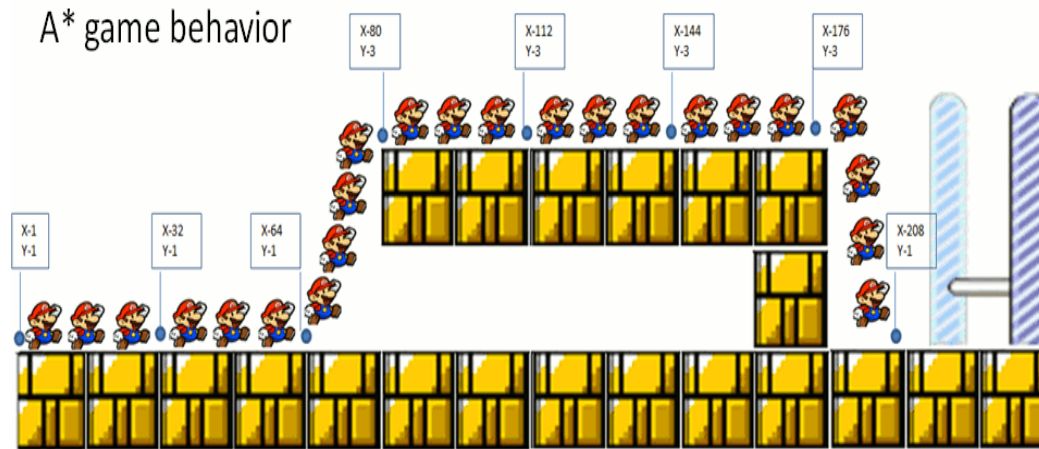 A* game behavior
X-80
Y-3
X-112
Y-3
X-144
Y-3
X-176
Y-3
X-1
Y-1
X-32
Y-1
X-64
Y-1
X-208
Y-1